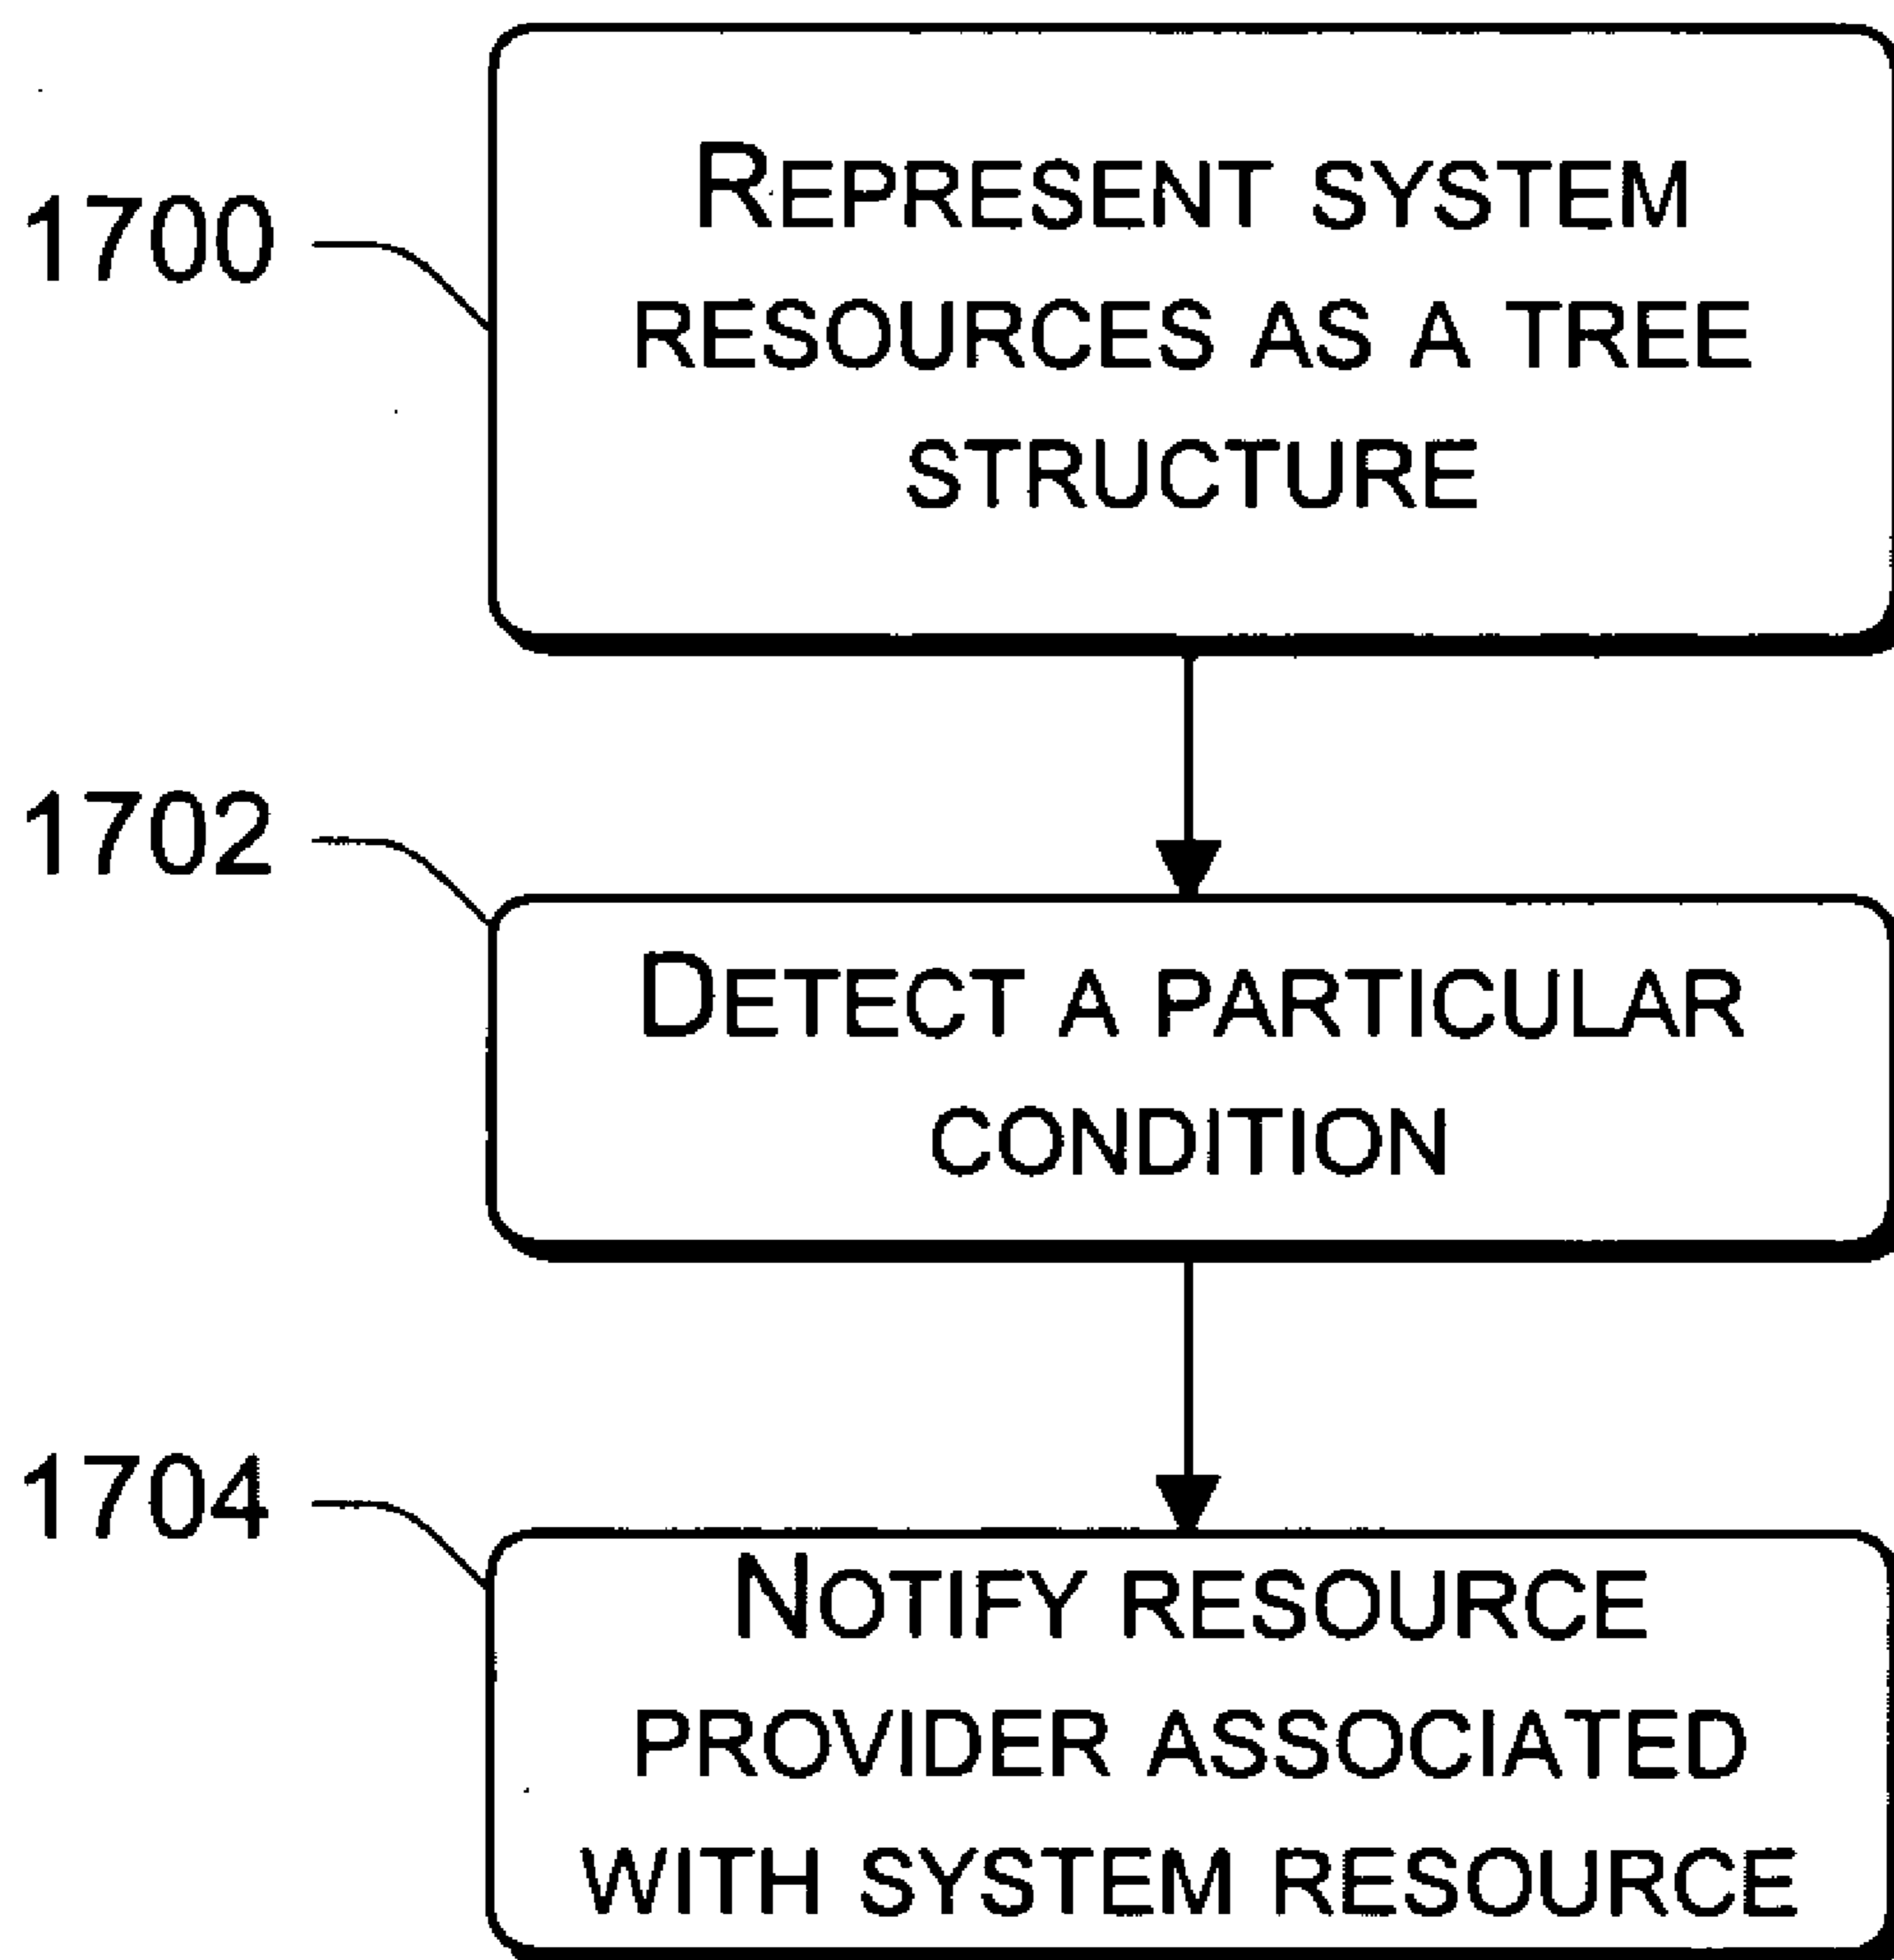 1700
REPRESENT SYSTEM
RESOURCES AS A TREE
STRUCTURE
1702
DETECT A PARTICULAR
CONDITION
1704
NOTIFY RESOURCE
PROVIDER ASSOCIATED
WITH SYSTEM RESOURCE